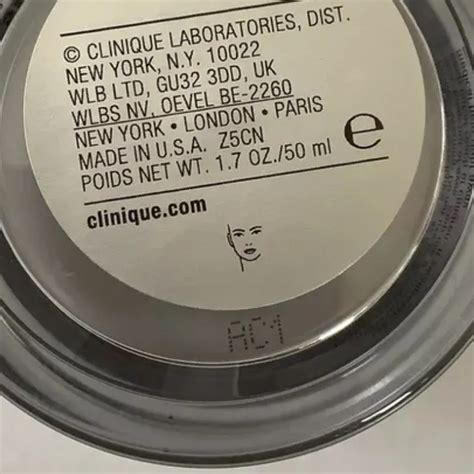 © CLINIQUE LABORATORIES, DIST.
NEW YORK, N.Y. 10022
WLB LTD, GU32 3DD, UK
WLBS NV, OEVEL BE-2260
NEW YORK • LONDON • PARIS
MADE IN U.S.A. Z5CN
POIDS NET WT. 1.7 OZ./50 ml e
clinique.com
AC1